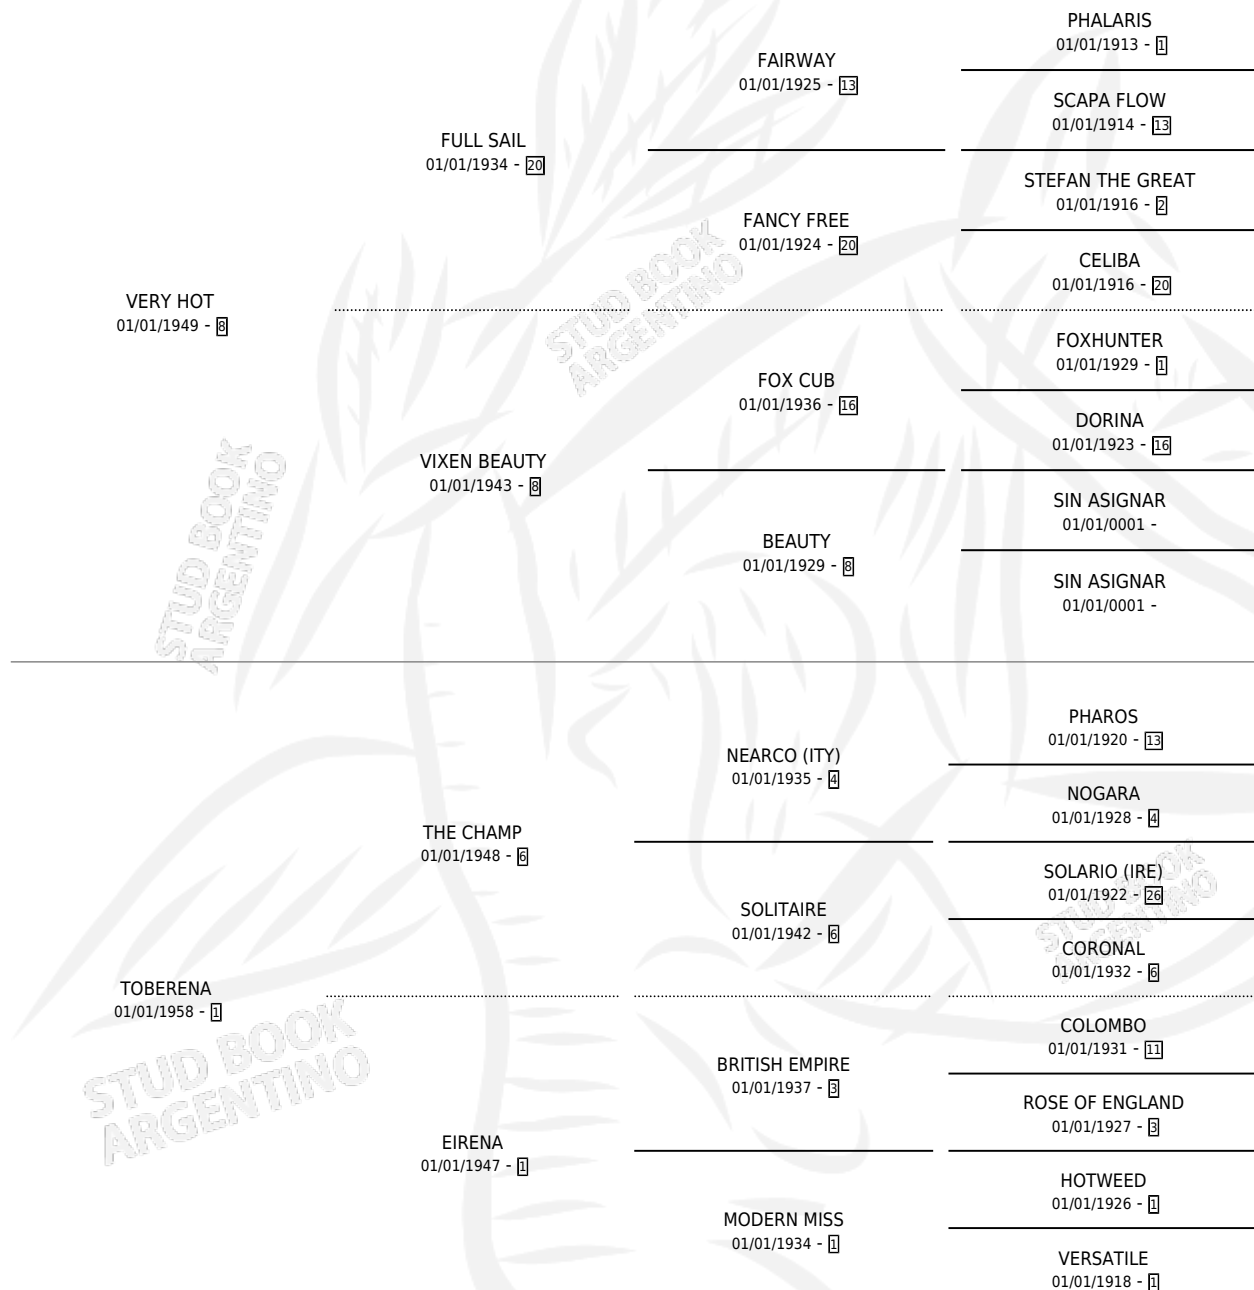 PHALARIS
01/01/1913 - 1
FAIRWAY
01/01/1925 - 13
SCAPA FLOW
01/01/1914 - 13
FULL SAIL
01/01/1934 - 20
STEFAN THE GREAT
01/01/1916 - 2
FANCY FREE
01/01/1924 - 20
CELIBA
01/01/1916 - 20
VERY HOT
01/01/1949 - 8
FOXHUNTER
01/01/1929 - 1
FOX CUB
01/01/1936 - 16
DORINA
01/01/1923 - 16
VIXEN BEAUTY
01/01/1943 - 8
SIN ASIGNAR
01/01/0001 -
BEAUTY
01/01/1929 - 8
SIN ASIGNAR
01/01/0001 -
PHAROS
01/01/1920 - 13
NEARCO (ITY)
01/01/1935 - 4
NOGARA
01/01/1928 - 4
THE CHAMP
01/01/1948 - 6
SOLARIO (IRE)
01/01/1922 - 26
SOLITAIRE
01/01/1942 - 6
CORONAL
01/01/1932 - 6
TOBERENA
01/01/1958 - 1
COLOMBO
01/01/1931 - 11
BRITISH EMPIRE
01/01/1937 - 3
ROSE OF ENGLAND
01/01/1927 - 3
EIRENA
01/01/1947 - 1
HOTWEED
01/01/1926 - 1
MODERN MISS
01/01/1934 - 1
VERSATILE
01/01/1918 - 1
STUD BOOK
ARGENTINO
STUD BOOK
ARGENTINO
STUD BOOK
ARGENTINO
STUD BOOK
ARGENTINO